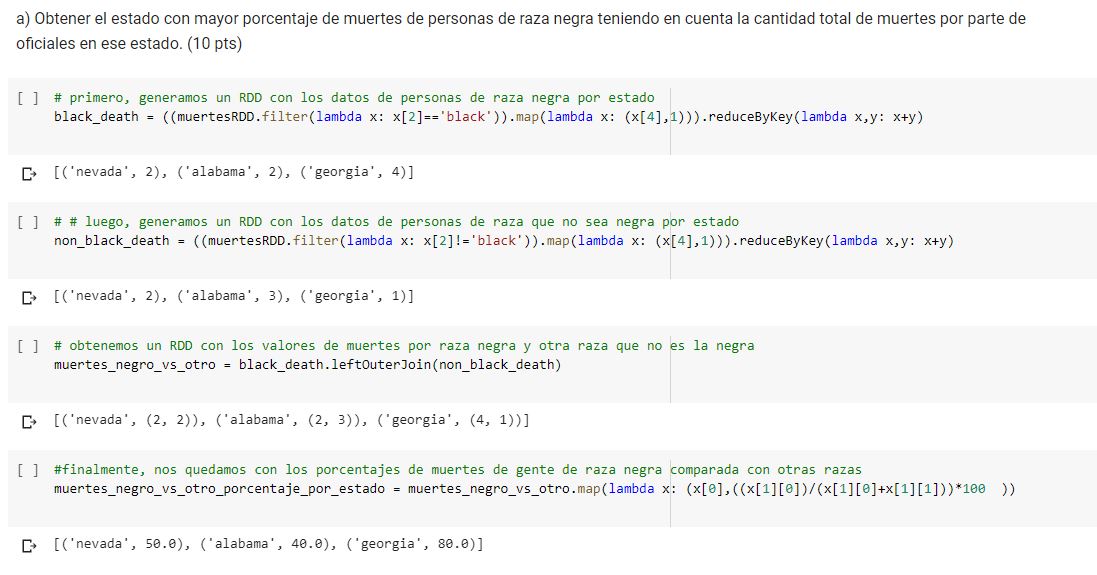 a) Obtener el estado con mayor porcentaje de muertes de personas de raza negra teniendo en cuenta la cantidad total de muertes por parte de
oficiales en ese estado. (10 pts)
[ ] # primero, generamos un RDD con los datos de personas de raza negra por estado
black_death = ((muertesRDD.filter(lambda x: x[2]=='black')).map(lambda x: (x[4],1))).reduceByKey(lambda x,y: x+y)
[('nevada', 2), ('alabama', 2), ('georgia', 4)]
[ ] # # luego, generamos un RDD con los datos de personas de raza que no sea negra por estado
non_black_death = ((muertesRDD.filter(lambda x: x[2]!='black')).map(lambda x: (x[4],1))).reduceByKey(lambda x,y: x+y)
[('nevada', 2), ('alabama', 3), ('georgia', 1)]
[ ] # obtenemos un RDD con los valores de muertes por raza negra y otra raza que no es la negra
muertes_negro_vs_otro = black_death.leftOuterJoin(non_black_death)
[('nevada', (2, 2)), ('alabama', (2, 3)), ('georgia', (4, 1))]
[ ] #finalmente, nos quedamos con los porcentajes de muertes de gente de raza negra comparada con otras razas
muertes_negro_vs_otro_porcentaje_por_estado = muertes_negro_vs_otro.map(lambda x: (x[0],((x[1][0])/(x[1][0]+x[1][1]))*100  ))
[('nevada', 50.0), ('alabama', 40.0), ('georgia', 80.0)]